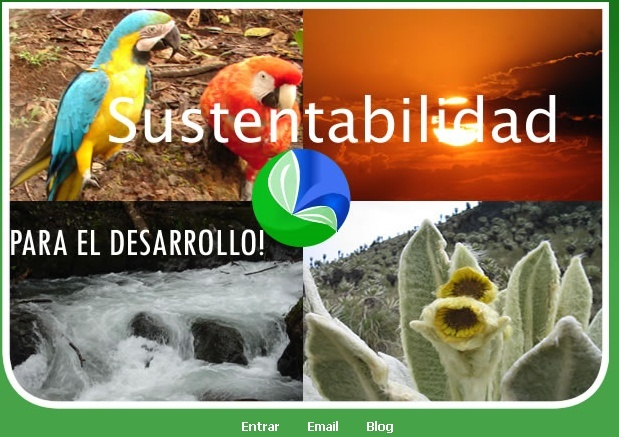 Sustentabilidad
PARA EL DESARROLLO!
Entrar Email Blog